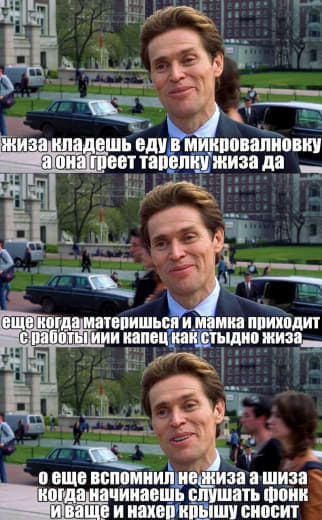 жиза кладешь еду в микровалновку
а она греет тарелку жиза да
еще когда материшься и мамка приходит
с работы иии капец как стыдно жиза
о еще вспомнил не жиза а шиза
когда начинаешь слушать фонк
и ваще и нахер крышу сносит